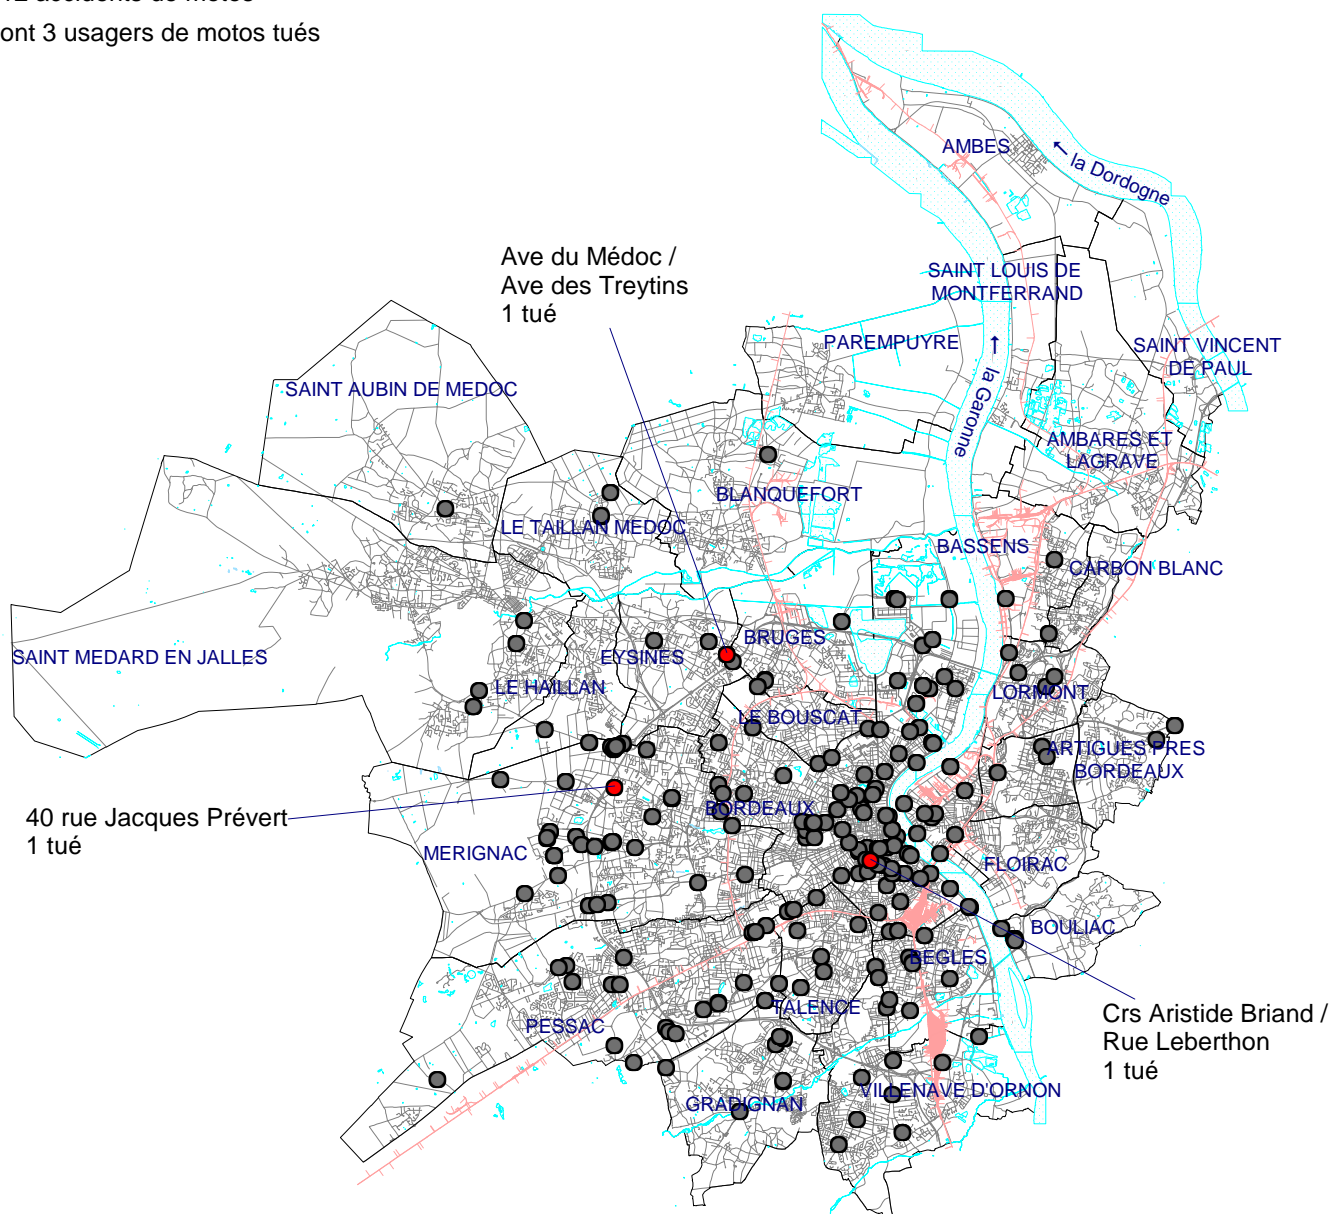 accidents de motos
ont 3 usagers de motos tués
AMBES
← la Dordogne
Ave du Médoc /
Ave des Treytins
1 tué
SAINT LOUIS DE
MONTFERRAND
PAREMPUYRE
← la Garonne
SAINT VINCENT
DE PAUL
SAINT AUBIN DE MEDOC
AMBARES ET
LAGRAVE
BLANQUEFORT
LE TAILLAN MEDOC
BASSENS
CARBON BLANC
BRUGES
EYSINES
SAINT MEDARD EN JALLES
LE HAILLAN
LORMONT
LE BOUSCAT
ARTIGUES PRES
BORDEAUX
40 rue Jacques Prévert
1 tué
BORDEAUX
MERIGNAC
FLOIRAC
BOULIAC
BEGLES
TALENCE
PESSAC
Crs Aristide Briand /
Rue Leberthon
1 tué
VILLENAVE D'ORNON
GRADIGNAN